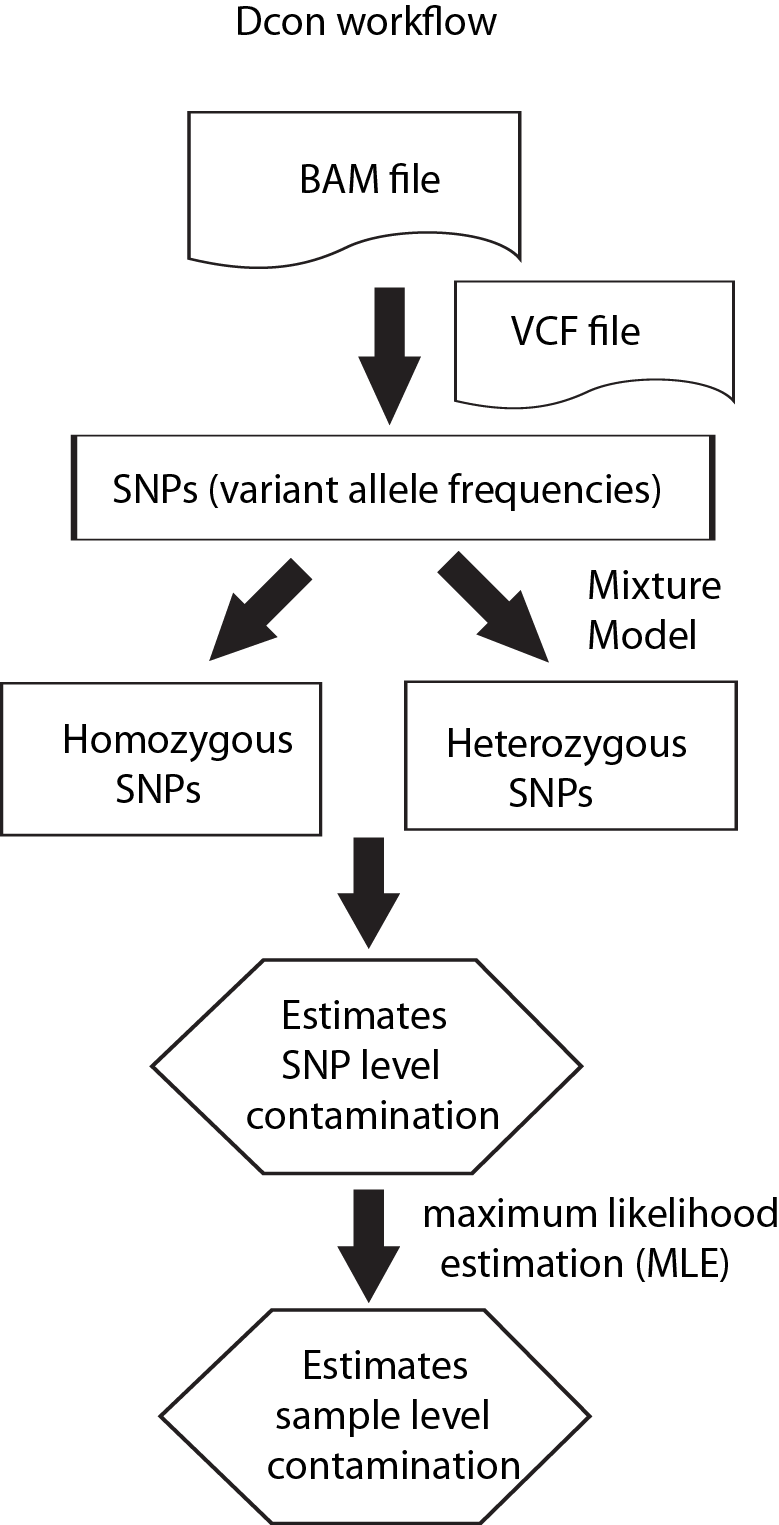 Dcon workflow
BAM file
VCF file
SNPs (variant allele frequencies)
Mixture
Model
Homozygous
SNPs
Heterozygous
SNPs
Estimates
SNP level
contamination
maximum likelihood
estimation (MLE)
Estimates
sample level
contamination